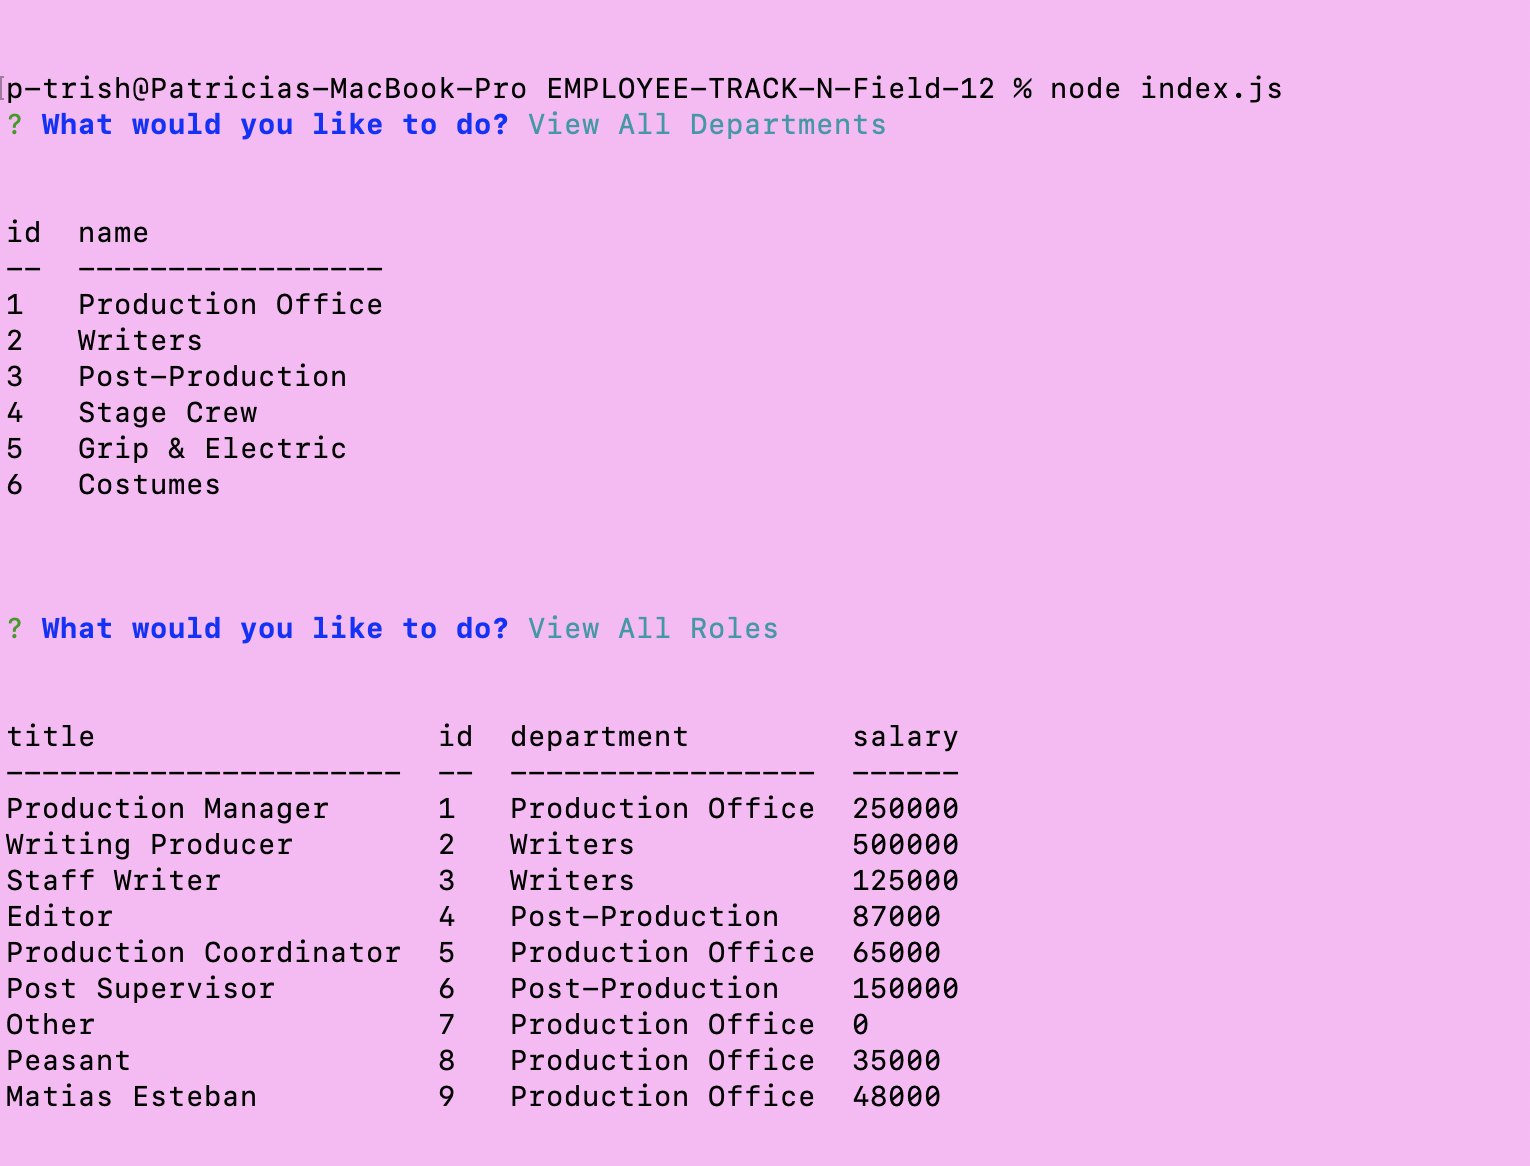 p-trish@Patricias-MacBook-Pro EMPLOYEE-TRACK-N-Field-12 % node index.js
? What would you like to do? View All Departments
id  name
--  -----------------
1   Production Office
2   Writers
3   Post-Production
4   Stage Crew
5   Grip & Electric
6   Costumes
? What would you like to do? View All Roles
title                   id  department         salary
----------------------  --  -----------------  ------
Production Manager      1   Production Office  250000
Writing Producer        2   Writers            500000
Staff Writer            3   Writers            125000
Editor                  4   Post-Production    87000
Production Coordinator  5   Production Office  65000
Post Supervisor         6   Post-Production    150000
Other                   7   Production Office  0
Peasant                 8   Production Office  35000
Matias Esteban          9   Production Office  48000